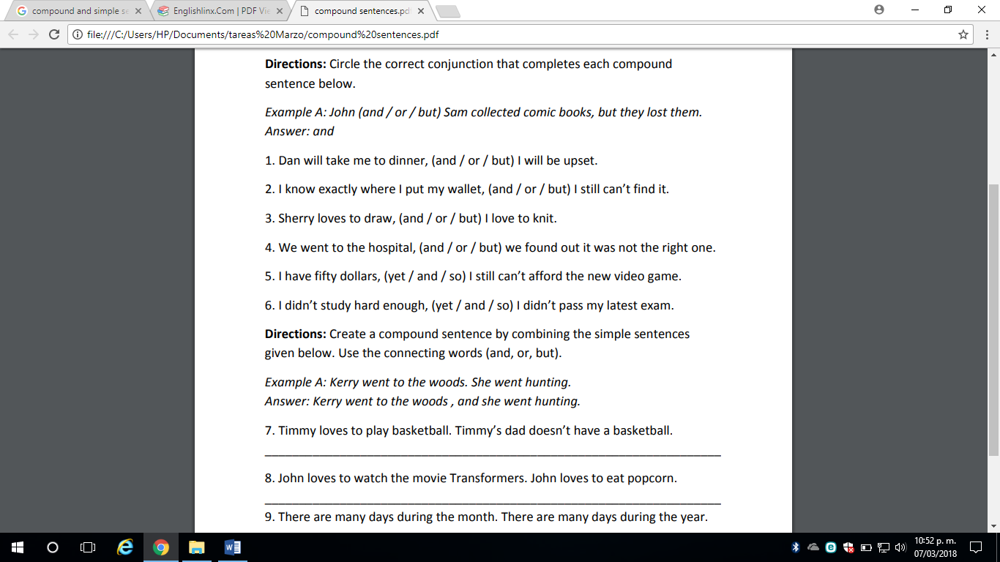 compound and simple se
Englishlinx.Com | PDF Vie
compound sentences.pdf
file:///C:/Users/HP/Documents/tareas%20Marzo/compound%20sentences.pdf
Directions: Circle the correct conjunction that completes each compound
sentence below.
Example A: John (and / or / but) Sam collected comic books, but they lost them.
Answer: and
1. Dan will take me to dinner, (and / or / but) I will be upset.
2. I know exactly where I put my wallet, (and / or / but) I still can’t find it.
3. Sherry loves to draw, (and / or / but) I love to knit.
4. We went to the hospital, (and / or / but) we found out it was not the right one.
5. I have fifty dollars, (yet / and / so) I still can’t afford the new video game.
6. I didn’t study hard enough, (yet / and / so) I didn’t pass my latest exam.
Directions: Create a compound sentence by combining the simple sentences
given below. Use the connecting words (and, or, but).
Example A: Kerry went to the woods. She went hunting.
Answer: Kerry went to the woods , and she went hunting.
7. Timmy loves to play basketball. Timmy’s dad doesn’t have a basketball.
8. John loves to watch the movie Transformers. John loves to eat popcorn.
9. There are many days during the month. There are many days during the year.
10:52 p. m.
07/03/2018